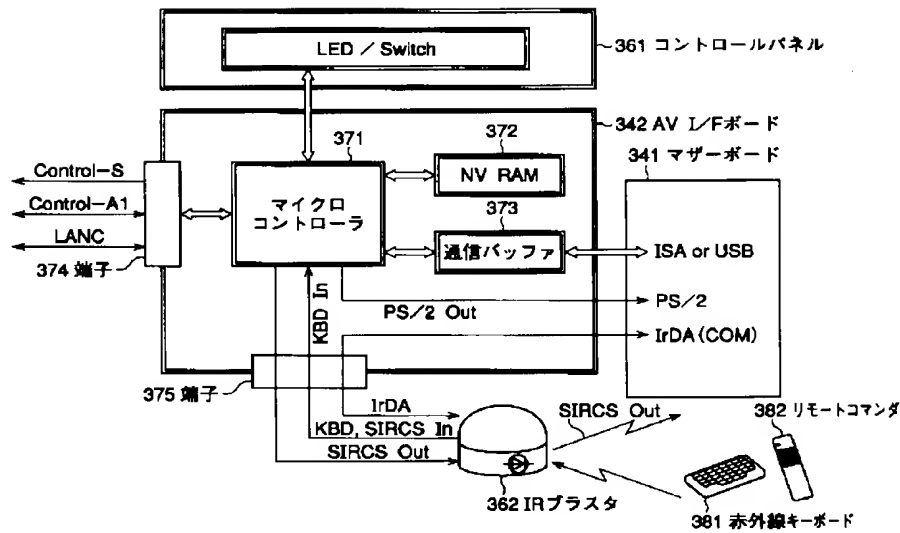 LED / Switch
361 コントロールパネル
342 AV I/Fボード
371
372
341 マザーボード
Control-S
NV RAM
マイクロ
コントローラ
Control-A1
373
LANC
通信バッファ
ISA or USB
374 端子
KBD In
PS/2 Out
PS/2
IrDA(COM)
375 端子
IrDA
KBD, SIRCS In
SIRCS Out
SIRCS Out
382 リモートコマンダ
362 IRブラスタ
381 赤外線キーボード